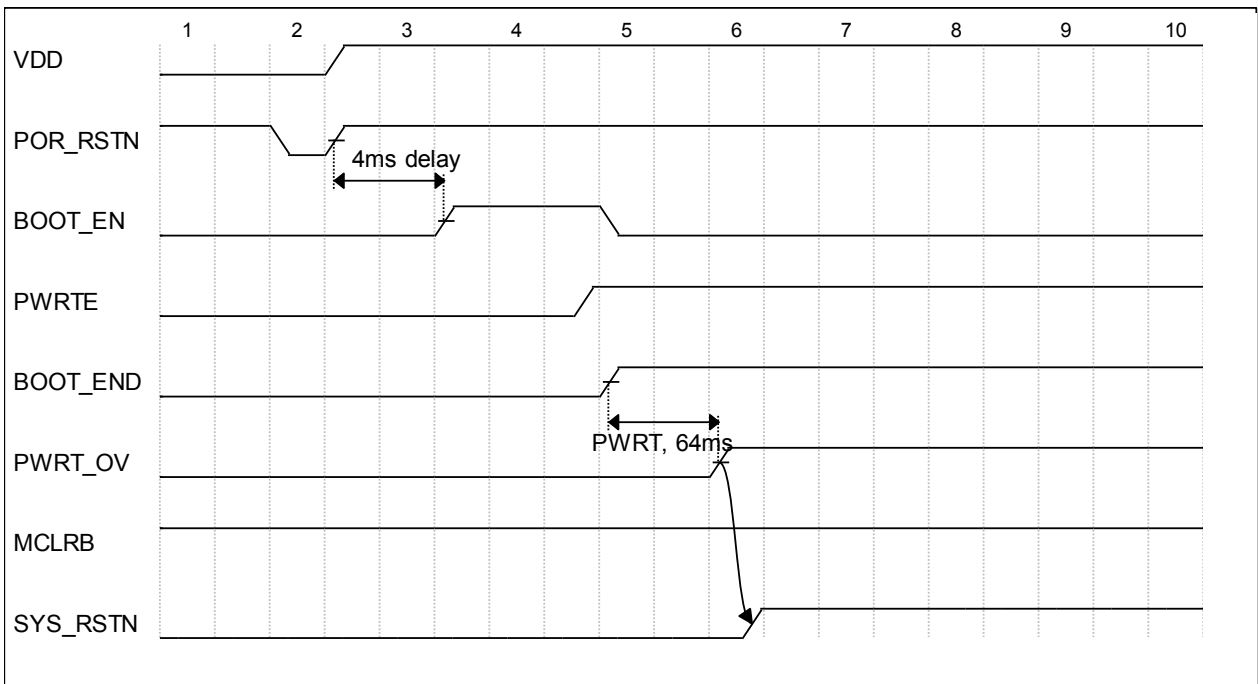 1 2 3 4 5 6 7 8 9 10
VDD
POR_RSTN
4ms delay
BOOT_EN
PWRTE
BOOT_END
PWRT, 64ms
PWRT_OV
MCLRB
SYS_RSTN